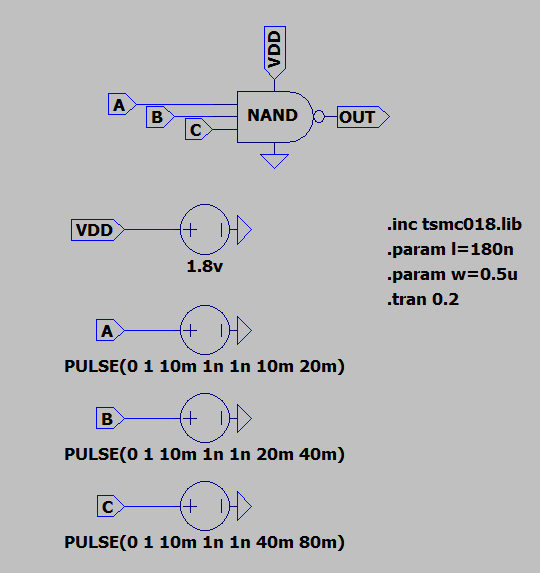 VDD
A
B
C
NAND
OUT
VDD
1.8v
.inc tsmc018.lib
.param l=180n
.param w=0.5u
.tran 0.2
A
PULSE(0 1 10m 1n 1n 10m 20m)
B
PULSE(0 1 10m 1n 1n 20m 40m)
C
PULSE(0 1 10m 1n 1n 40m 80m)